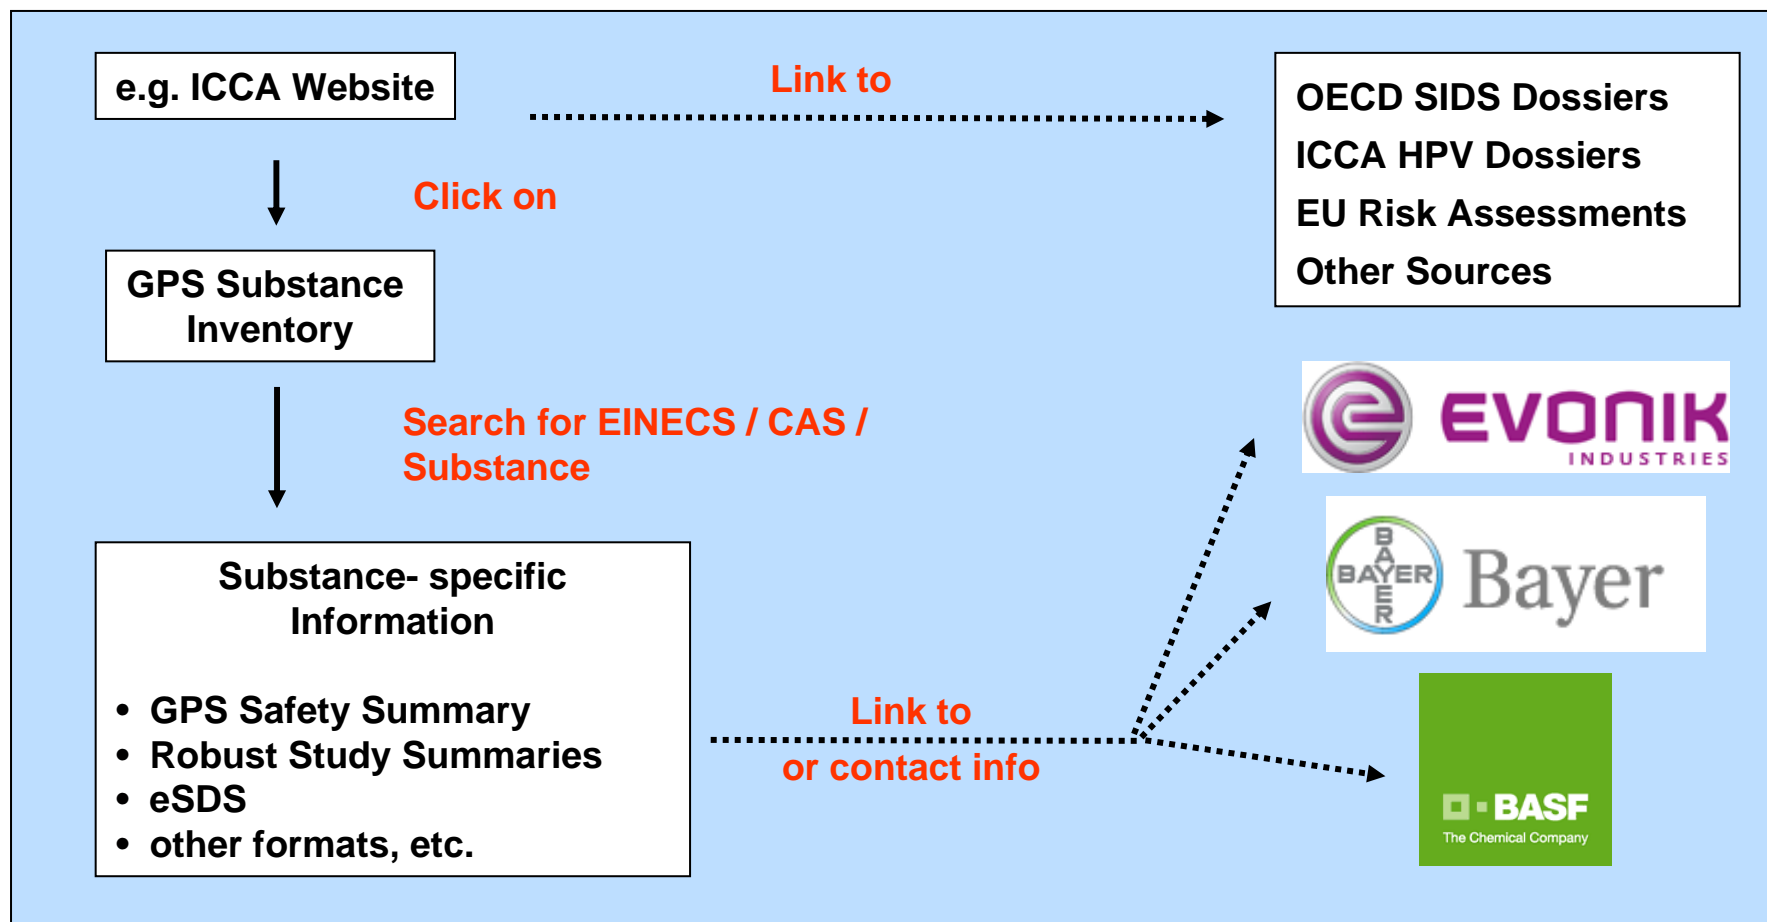 e.g. ICCA Website
Link to
OECD SIDS Dossiers
ICCA HPV Dossiers
EU Risk Assessments
Other Sources
Click on
GPS Substance
Inventory
Search for EINECS / CAS /
Substance
EVONIK
INDUSTRIES
BAYER
BAYER
Bayer
Substance- specific
Information
• GPS Safety Summary
• Robust Study Summaries
• eSDS
• other formats, etc.
Link to
or contact info
BASF
The Chemical Company